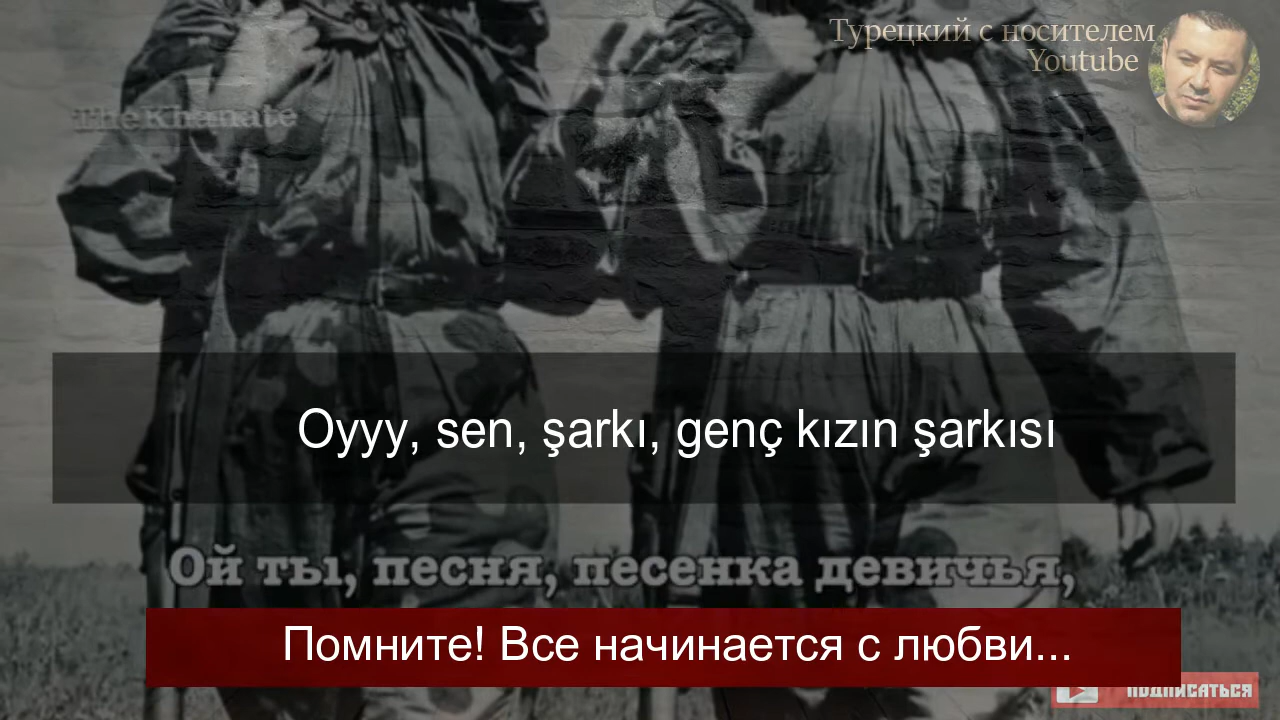 Турецкий с носителем
Youtube
The Khanate
Oyyy, sen, şarkı, genç kızın şarkısı
Ой ты, песня, песенка девичья,
Помните! Все начинается с любви...
ПОДПИСАТЬСЯ